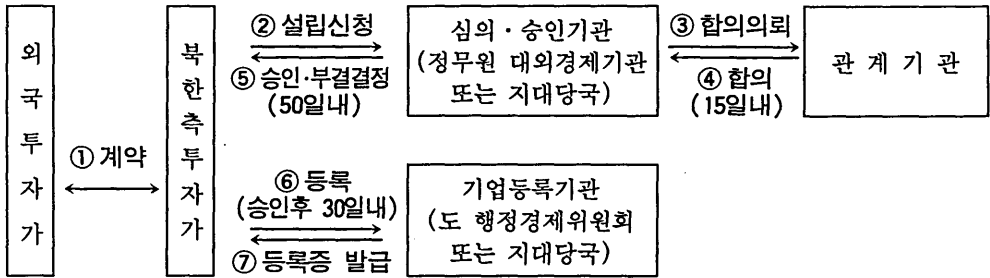 외국투자가
① 계약
북한측투자가
② 설립신청
⑤ 승인·부결결정
(50일내)
심의·승인기관
(정무원 대외경제기관
또는 지대당국)
③ 합의의뢰
④ 합의
(15일내)
관계기관
⑥ 등록
(승인후 30일내)
⑦ 등록증 발급
기업등록기관
(도 행정경제위원회
또는 지대당국)